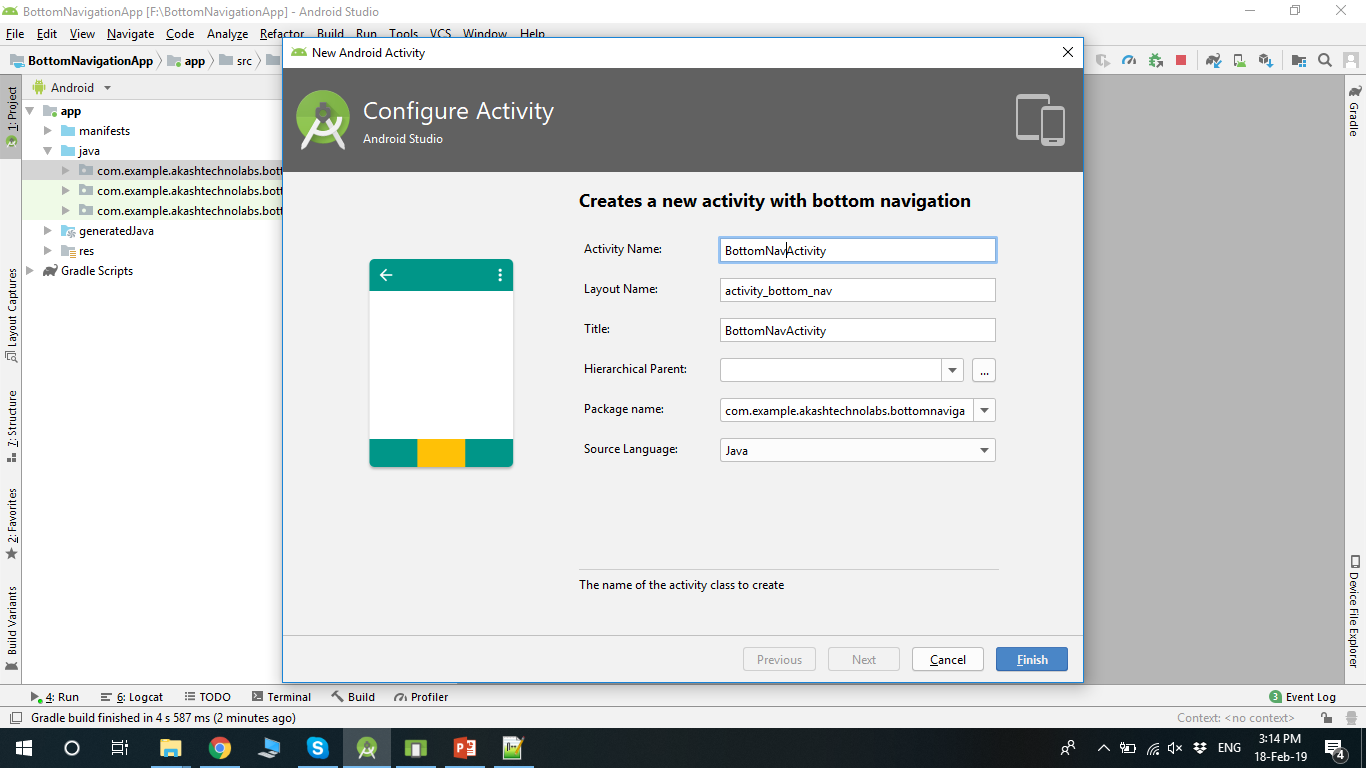 BottomNavigationApp [F:\BottomNavigationApp] - Android Studio
File Edit View Navigate Code Analyze Refactor Build Run Tools VCS Window Help
BottomNavigationApp app src
1: Project
Layout Captures
7: Structure
2: Favorites
Build Variants
Android
app
manifests
java
com.example.akashtechnolabs.bott
com.example.akashtechnolabs.bott
com.example.akashtechnolabs.bott
generatedJava
res
Gradle Scripts
New Android Activity
Configure Activity
Android Studio
Creates a new activity with bottom navigation
Activity Name: BottomNavActivity
Layout Name: activity_bottom_nav
Title: BottomNavActivity
Hierarchical Parent: ...
Package name: com.example.akashtechnolabs.bottomnaviga
Source Language: Java
The name of the activity class to create
Previous Next Cancel Finish
Gradle
Device File Explorer
4: Run 6: Logcat TODO Terminal Build Profiler 3 Event Log
Gradle build finished in 4 s 587 ms (2 minutes ago) Context: <no context>
ENG
3:14 PM
18-Feb-19
4